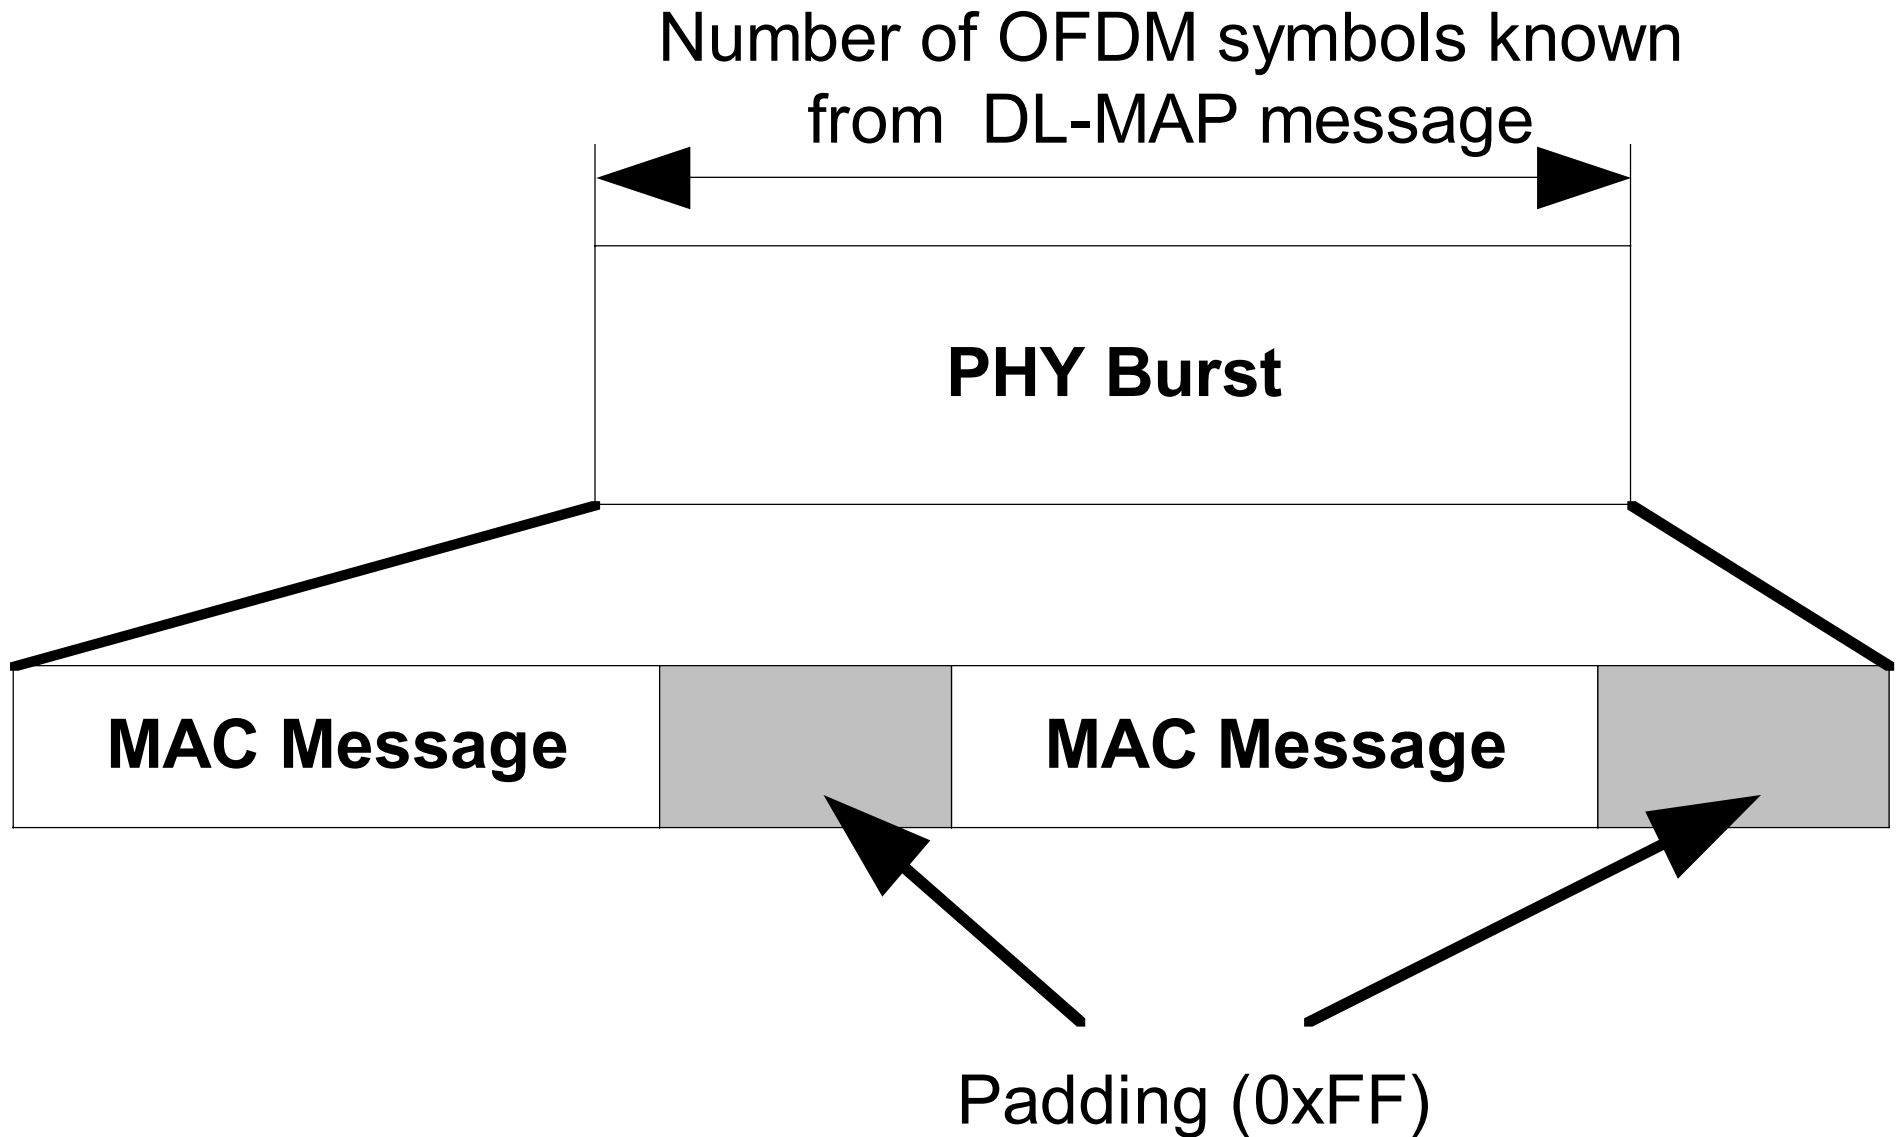 Number of OFDM symbols known
from DL-MAP message
PHY Burst
MAC Message
MAC Message
Padding (0xFF)